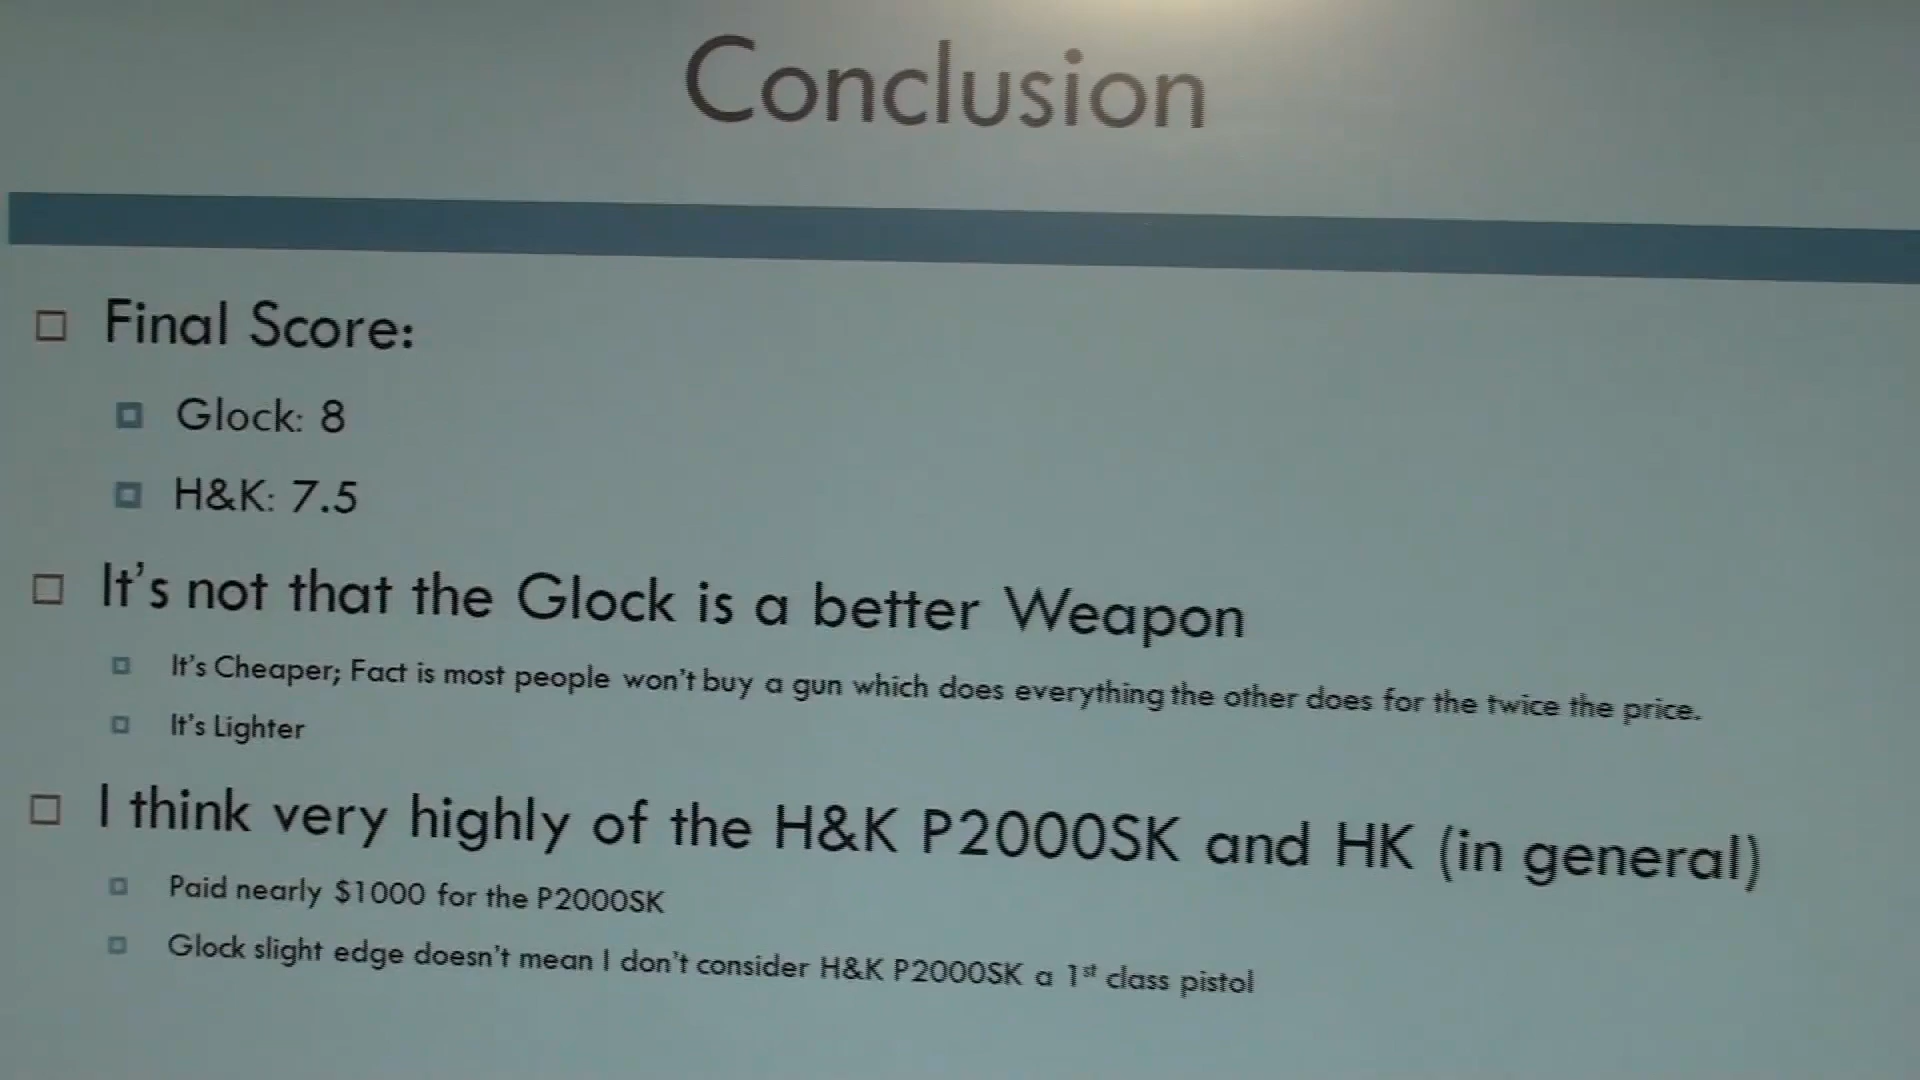 Conclusion
Final Score:
Glock: 8
H&K: 7.5
It's not that the Glock is a better Weapon
It's Cheaper; Fact is most people won't buy a gun which does everything the other does for the twice the price.
It's Lighter
I think very highly of the H&K P2000SK and HK (in general)
Paid nearly $1000 for the P2000SK
Glock slight edge doesn't mean I don't consider H&K P2000SK a 1st class pistol